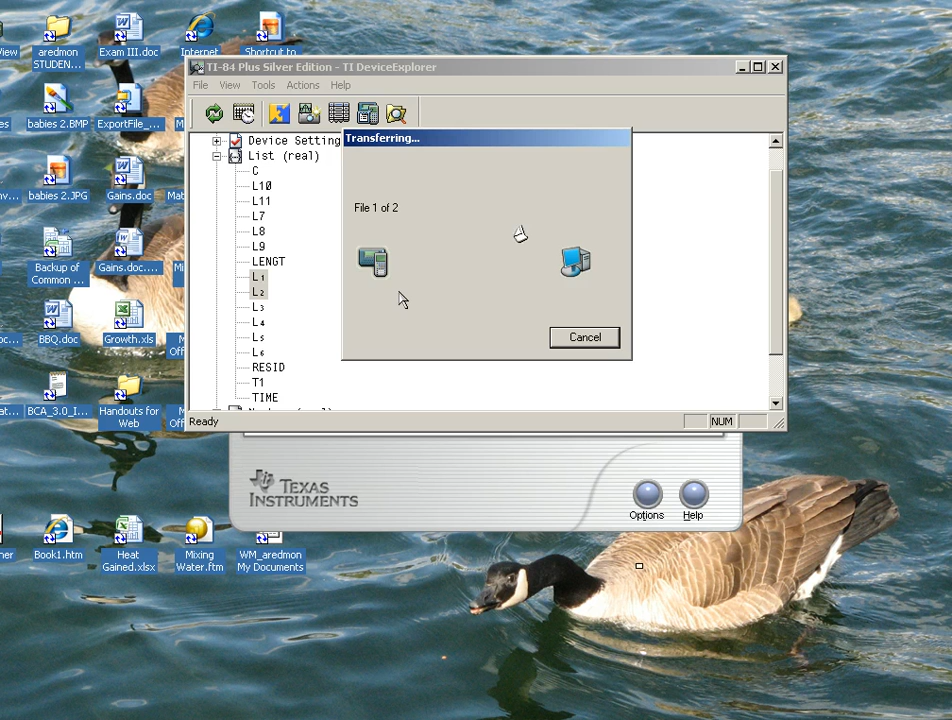 View
aredmon
STUDEN...
Exam III.doc
Internet
Shortcut to
babies 2.BMP
ExportFile_...
babies 2.JPG
Gains.doc
Backup of
Common ...
Gains.doc....
BBQ.doc
Growth.xls
BCA_3.0_I...
Handouts for
Web
Book1.htm
Heat
Gained.xlsx
Mixing
Water.ftm
WM_aredmon
My Documents
TI-84 Plus Silver Edition - TI DeviceExplorer
File View Tools Actions Help
Device Setting
List (real)
C
L10
L11
L7
L8
L9
LENGT
L₁
L₂
L₃
L₄
L₅
L₆
RESID
T1
TIME
Transferring...
File 1 of 2
Cancel
Ready
NUM
TEXAS
INSTRUMENTS
Options
Help